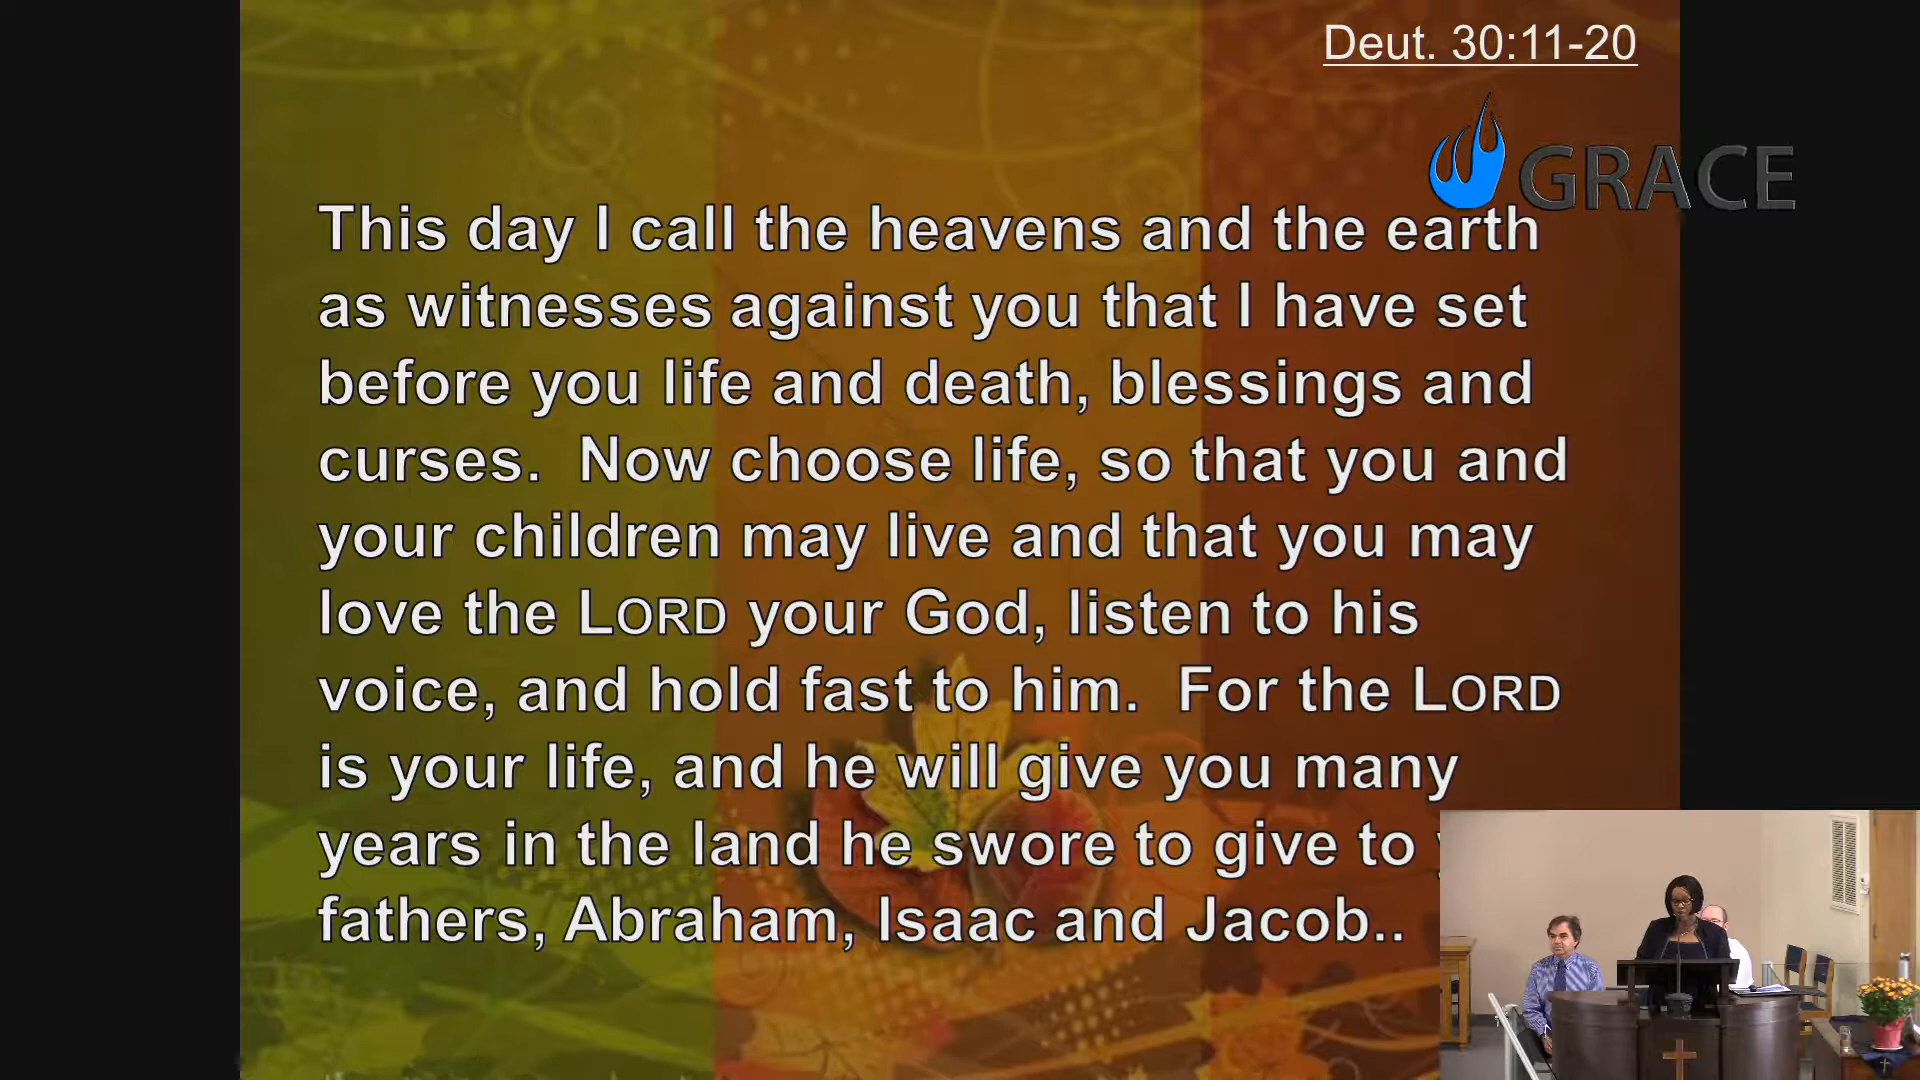 Deut. 30:11-20
GRACE
This day I call the heavens and the earth
as witnesses against you that I have set
before you life and death, blessings and
curses.  Now choose life, so that you and
your children may live and that you may
love the LORD your God, listen to his
voice, and hold fast to him.  For the LORD
is your life, and he will give you many
years in the land he swore to give to
fathers, Abraham, Isaac and Jacob..